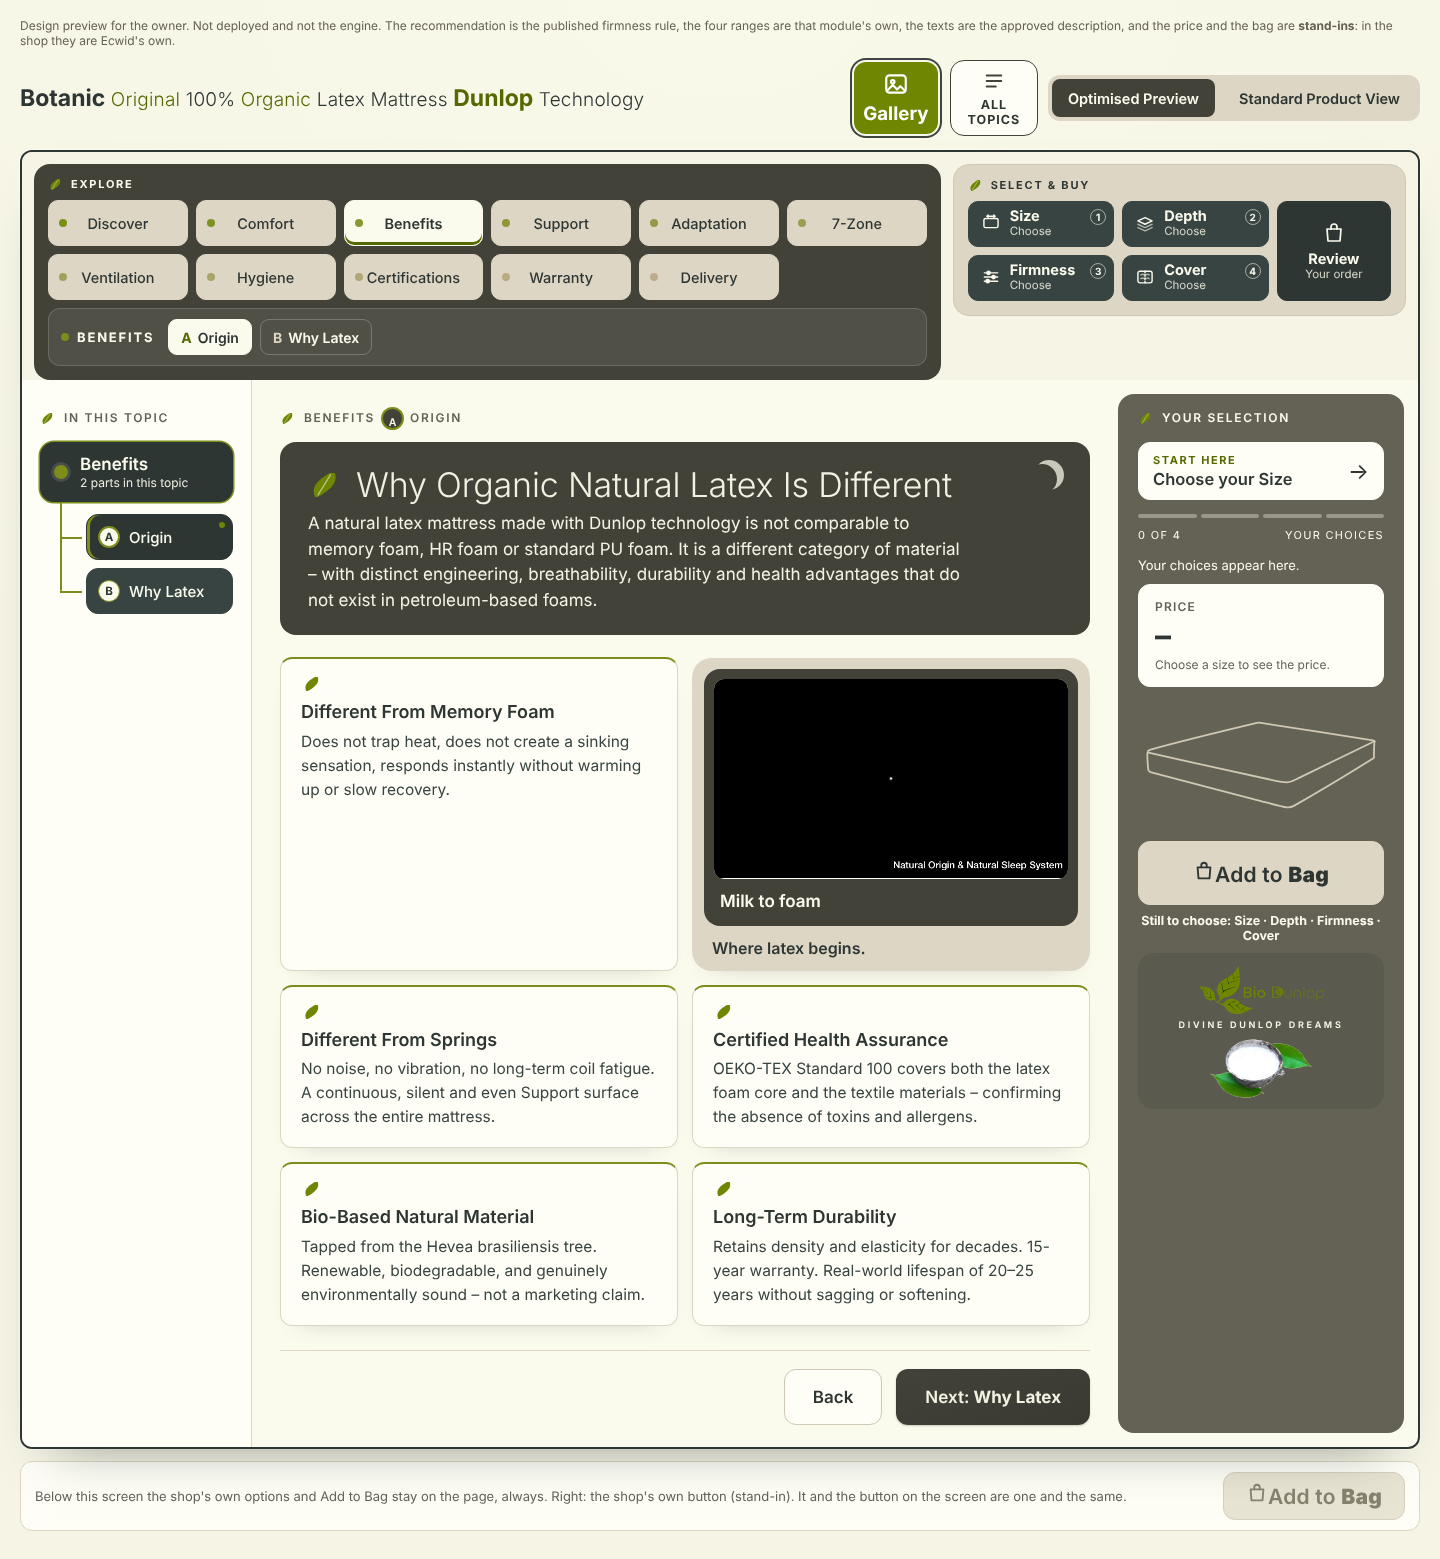 Design preview for the owner. Not deployed and not the engine. The recommendation is the published firmness rule, the four ranges are that module's own, the texts are the approved description, and the price and the bag are stand-ins: in the
shop they are Ecwid's own.
Botanic Original 100% Organic Latex Mattress Dunlop Technology
Gallery
ALL
TOPICS
Optimised Preview
Standard Product View
EXPLORE
Discover
Comfort
Benefits
Support
Adaptation
7-Zone
Ventilation
Hygiene
Certifications
Warranty
Delivery
BENEFITS
A Origin
B Why Latex
SELECT & BUY
Size
Choose
1
Depth
Choose
2
Firmness
Choose
3
Cover
Choose
4
Review
Your order
IN THIS TOPIC
Benefits
2 parts in this topic
A Origin
B Why Latex
BENEFITS A ORIGIN
Why Organic Natural Latex Is Different
A natural latex mattress made with Dunlop technology is not comparable to
memory foam, HR foam or standard PU foam. It is a different category of material
– with distinct engineering, breathability, durability and health advantages that do
not exist in petroleum-based foams.
Different From Memory Foam
Does not trap heat, does not create a sinking
sensation, responds instantly without warming
up or slow recovery.
Natural Origin & Natural Sleep System
Milk to foam
Where latex begins.
Different From Springs
No noise, no vibration, no long-term coil fatigue.
A continuous, silent and even Support surface
across the entire mattress.
Certified Health Assurance
OEKO-TEX Standard 100 covers both the latex
foam core and the textile materials – confirming
the absence of toxins and allergens.
Bio-Based Natural Material
Tapped from the Hevea brasiliensis tree.
Renewable, biodegradable, and genuinely
environmentally sound – not a marketing claim.
Long-Term Durability
Retains density and elasticity for decades. 15-
year warranty. Real-world lifespan of 20–25
years without sagging or softening.
Back
Next: Why Latex
YOUR SELECTION
START HERE
Choose your Size
0 OF 4
YOUR CHOICES
Your choices appear here.
PRICE
–
Choose a size to see the price.
Add to Bag
Still to choose: Size · Depth · Firmness ·
Cover
Bio Dunlop
DIVINE DUNLOP DREAMS
Below this screen the shop's own options and Add to Bag stay on the page, always. Right: the shop's own button (stand-in). It and the button on the screen are one and the same.
Add to Bag